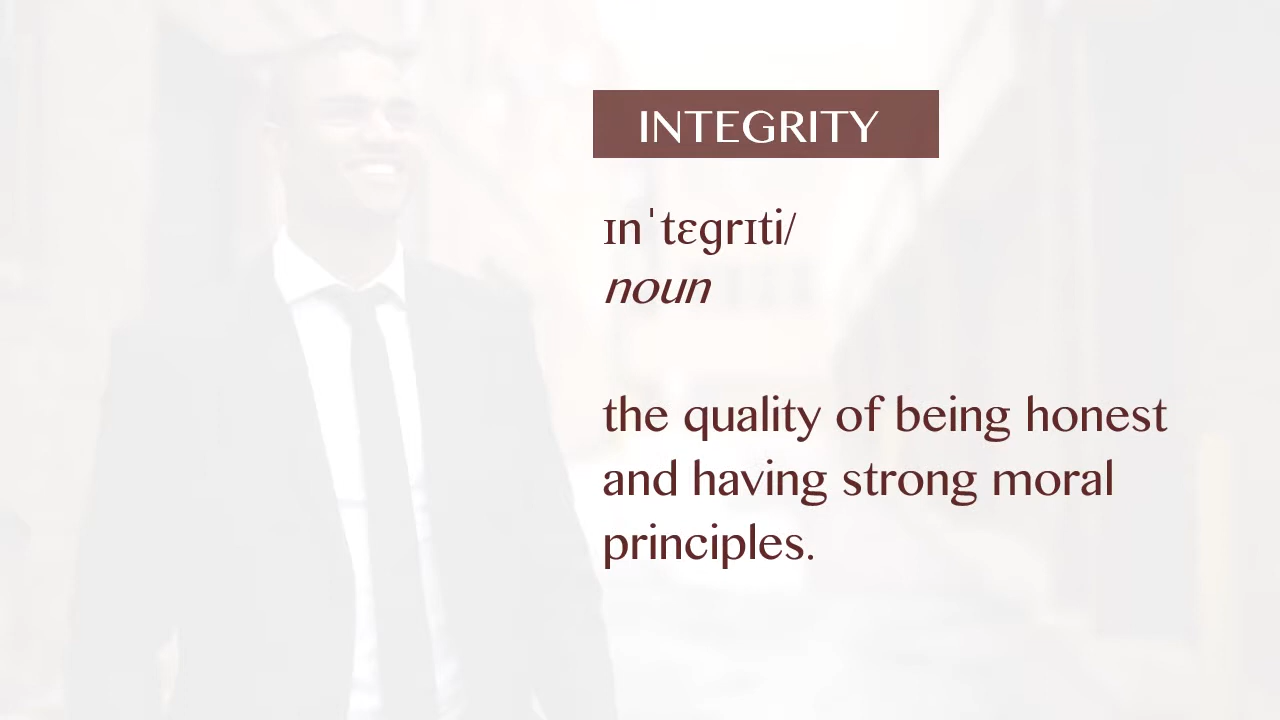 INTEGRITY
ɪnˈtɛɡrɪti/
noun
the quality of being honest
and having strong moral
principles.